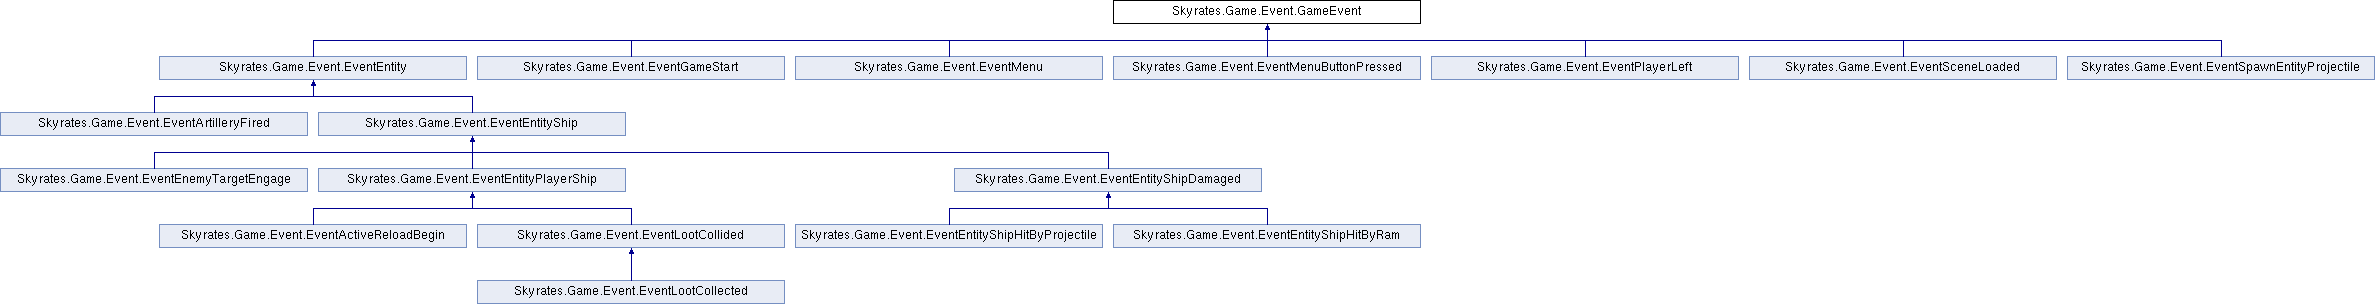 Skyrates.Game.Event.GameEvent
Skyrates.Game.Event.EventEntity
Skyrates.Game.Event.EventGameStart
Skyrates.Game.Event.EventMenu
Skyrates.Game.Event.EventMenuButtonPressed
Skyrates.Game.Event.EventPlayerLeft
Skyrates.Game.Event.EventSceneLoaded
Skyrates.Game.Event.EventSpawnEntityProjectile
Skyrates.Game.Event.EventArtilleryFired
Skyrates.Game.Event.EventEntityShip
Skyrates.Game.Event.EventEnemyTargetEngage
Skyrates.Game.Event.EventEntityPlayerShip
Skyrates.Game.Event.EventEntityShipDamaged
Skyrates.Game.Event.EventActiveReloadBegin
Skyrates.Game.Event.EventLootCollided
Skyrates.Game.Event.EventEntityShipHitByProjectile
Skyrates.Game.Event.EventEntityShipHitByRam
Skyrates.Game.Event.EventLootCollected